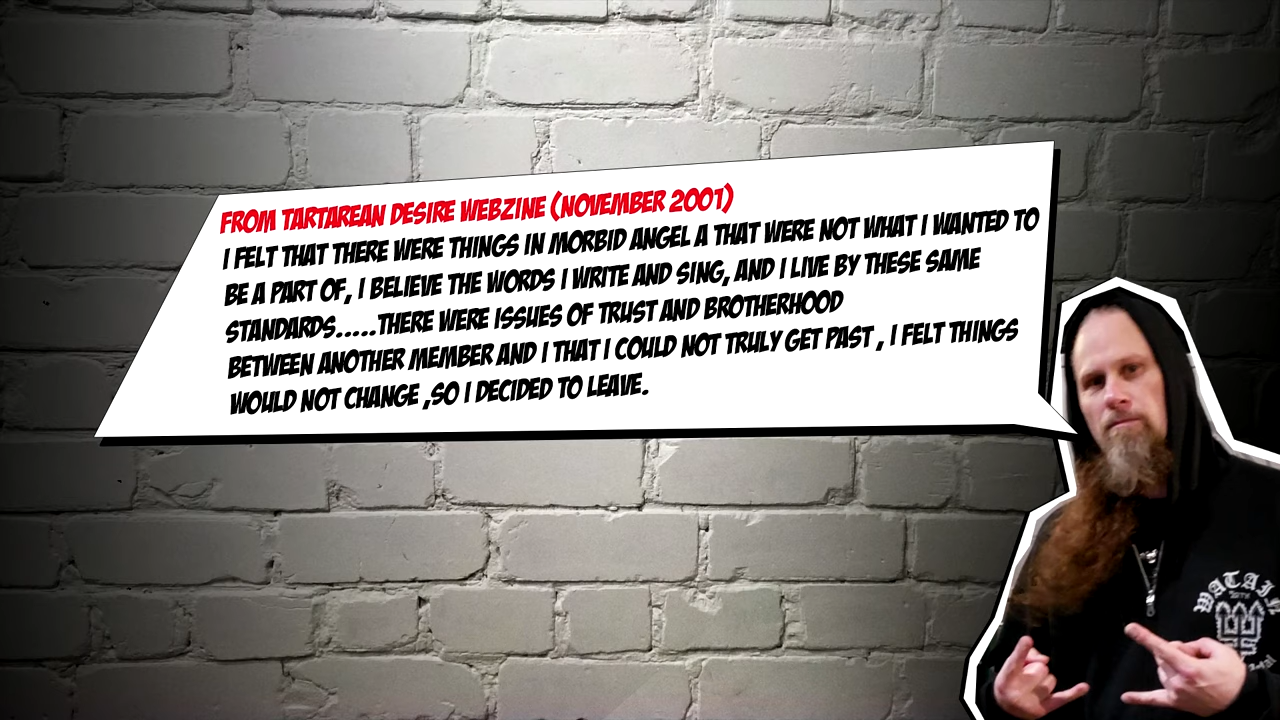 FROM TARTAREAN DESIRE WEBZINE (NOVEMBER 2001)
I FELT THAT THERE WERE THINGS IN MORBID ANGEL A THAT WERE NOT WHAT I WANTED TO
BE A PART OF, I BELIEVE THE WORDS I WRITE AND SING, AND I LIVE BY THESE SAME
STANDARDS.....THERE WERE ISSUES OF TRUST AND BROTHERHOOD
BETWEEN ANOTHER MEMBER AND I THAT I COULD NOT TRULY GET PAST , I FELT THINGS
WOULD NOT CHANGE ,SO I DECIDED TO LEAVE.
WATAIN